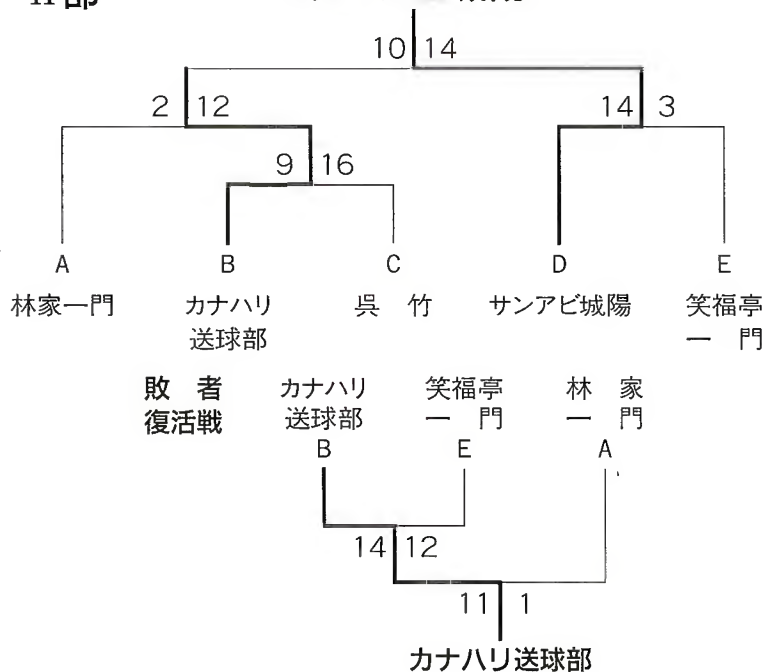 10 14
2 12 14 3
9 16
A B C D E
林家一門 カナハリ 呉 竹 サンアビ城陽 笑福亭
送球部 一 門
敗 者 カナハリ 笑福亭 林 家
復活戦 送球部 一 門 一 門
B E A
14 12
11 1
カナハリ送球部